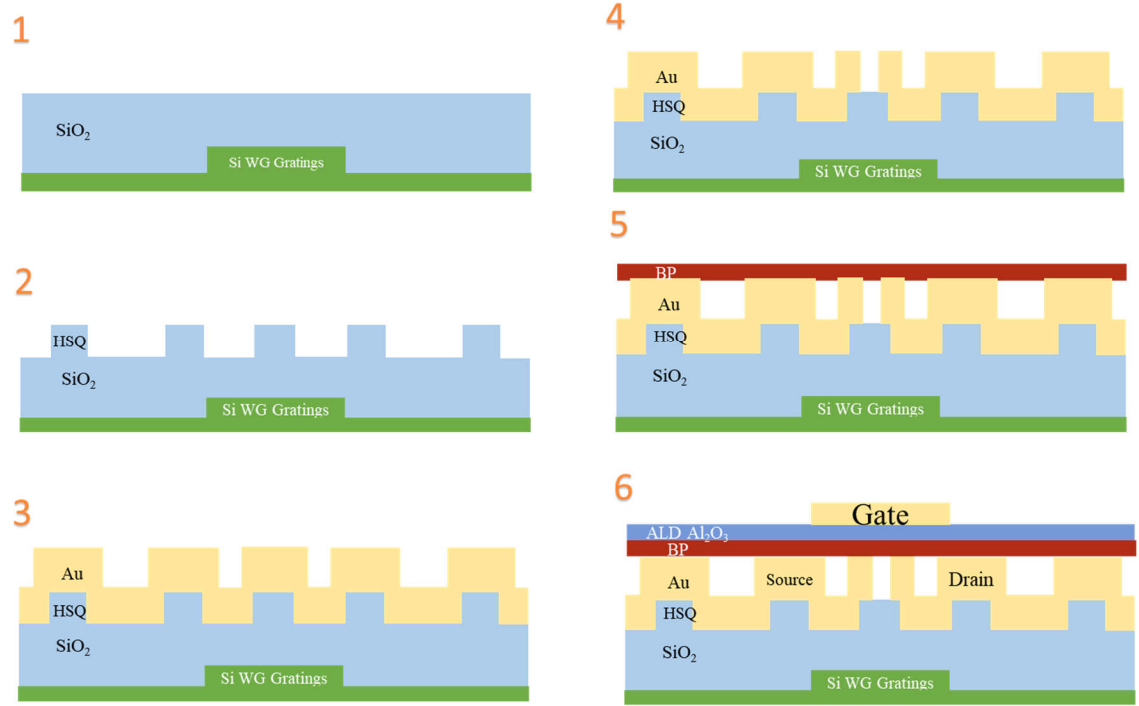 1
SiO₂
Si WG Gratings
2
HSQ
SiO₂
Si WG Gratings
3
Au
HSQ
SiO₂
Si WG Gratings
4
Au
HSQ
SiO₂
Si WG Gratings
5
BP
Au
HSQ
SiO₂
Si WG Gratings
6
Gate
ALD Al₂O₃
BP
Au Source Drain
HSQ
SiO₂
Si WG Gratings